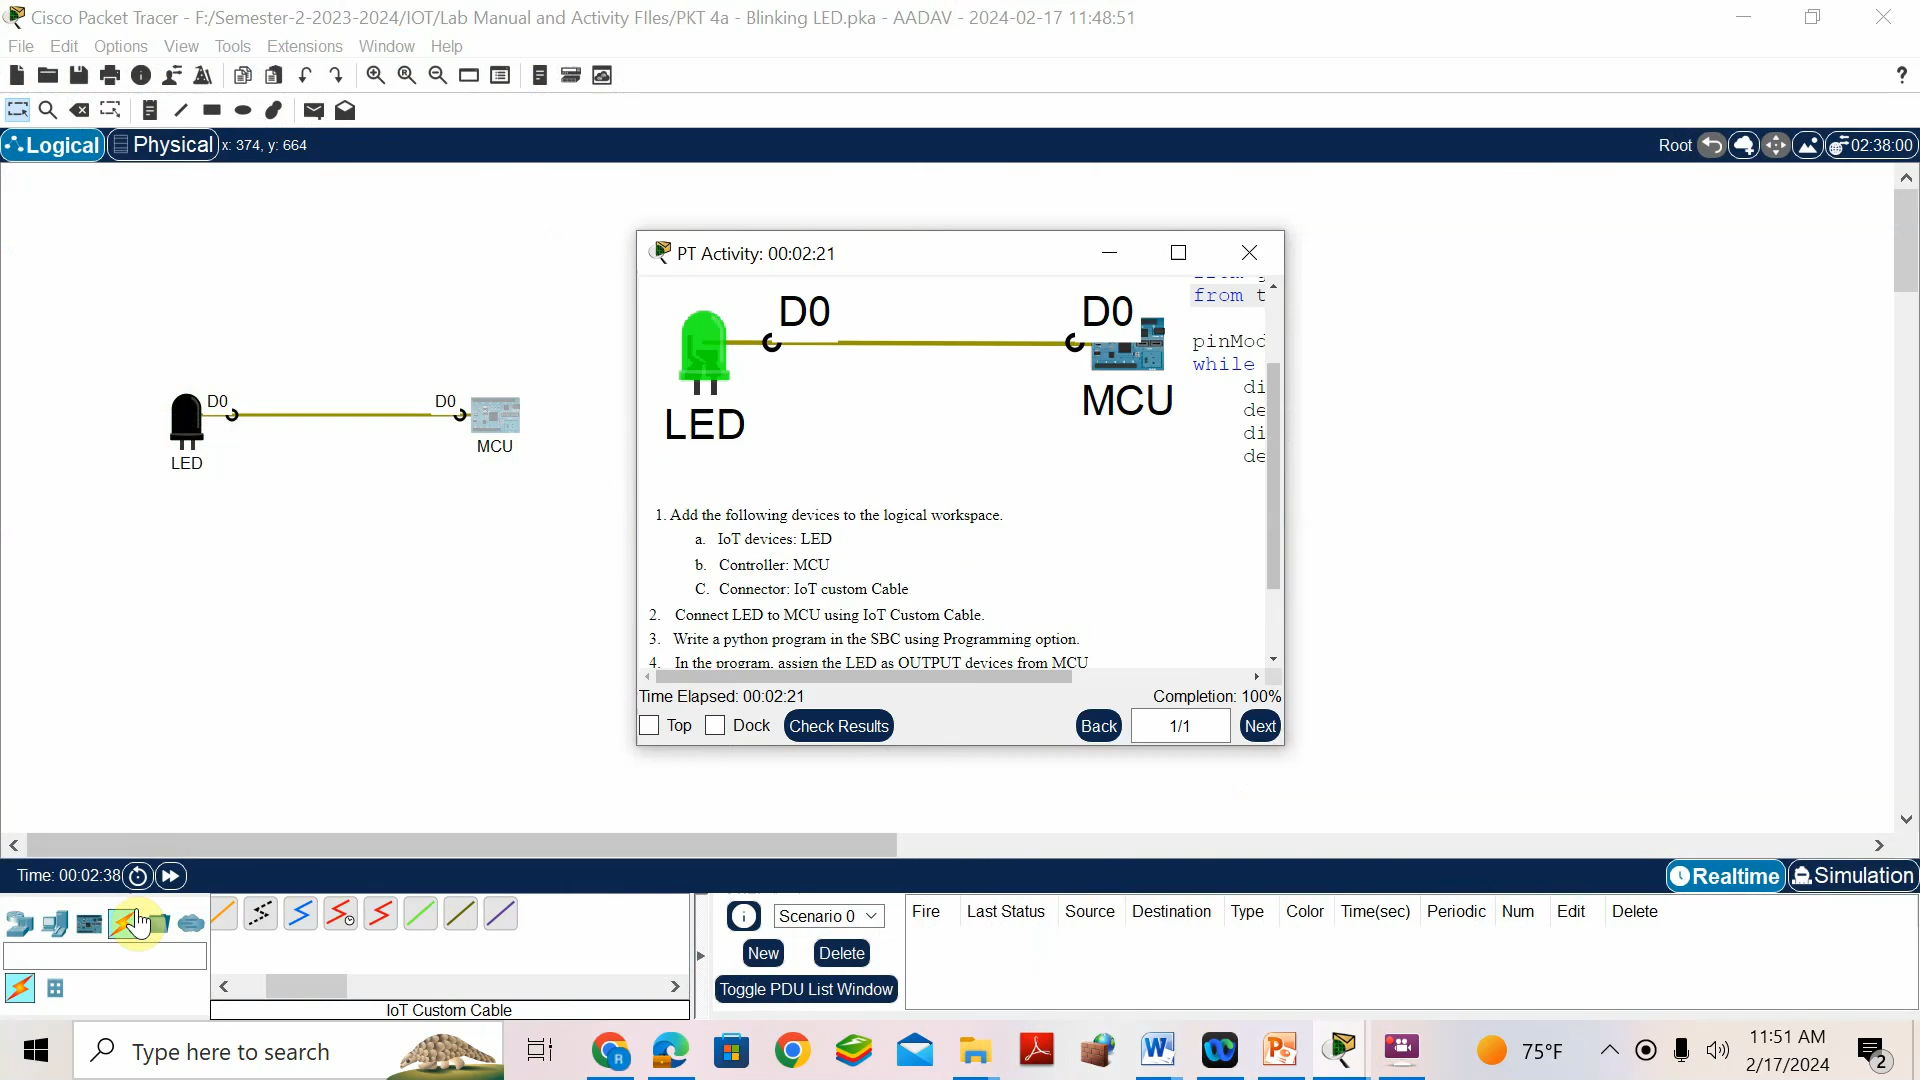 Cisco Packet Tracer - F:/Semester-2-2023-2024/IOT/Lab Manual and Activity FIles/PKT 4a - Blinking LED.pka - AADAV - 2024-02-17 11:48:51
File Edit Options View Tools Extensions Window Help
?
Logical Physical x: 374, y: 664 Root 02:38:00
PT Activity: 00:02:21
D0 D0
from t
pinMod
while
di
de
di
de
LED MCU
D0 D0
LED MCU
1. Add the following devices to the logical workspace.
a. IoT devices: LED
b. Controller: MCU
C. Connector: IoT custom Cable
2. Connect LED to MCU using IoT Custom Cable.
3. Write a python program in the SBC using Programming option.
4. In the program, assign the LED as OUTPUT devices from MCU
Time Elapsed: 00:02:21 Completion: 100%
Top Dock Check Results Back 1/1 Next
Time: 00:02:38 Realtime Simulation
Scenario 0
New Delete
Toggle PDU List Window
Fire Last Status Source Destination Type Color Time(sec) Periodic Num Edit Delete
IoT Custom Cable
Type here to search
75°F
11:51 AM
2/17/2024
2